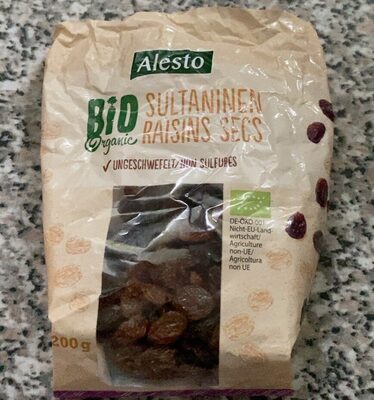 Alesto
BIO
Organic
SULTANINEN
RAISINS SECS
✓ UNGESCHWEFELT/NON SULFURÉS
DE-ÖKO-001
Nicht-EU-Land
wirtschaft/
Agriculture
non-UE/
Agricoltura
non UE
200 g